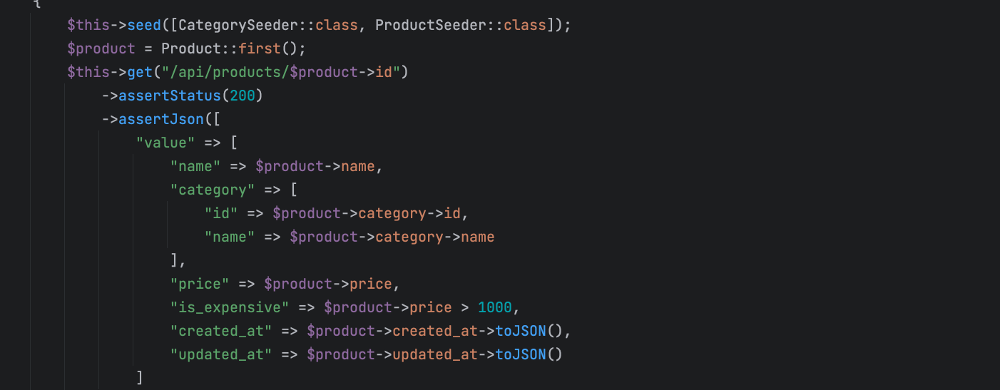 {
$this->seed([CategorySeeder::class, ProductSeeder::class]);
$product = Product::first();
$this->get("/api/products/$product->id")
->assertStatus(200)
->assertJson([
"value" => [
"name" => $product->name,
"category" => [
"id" => $product->category->id,
"name" => $product->category->name
],
"price" => $product->price,
"is_expensive" => $product->price > 1000,
"created_at" => $product->created_at->toJSON(),
"updated_at" => $product->updated_at->toJSON()
]